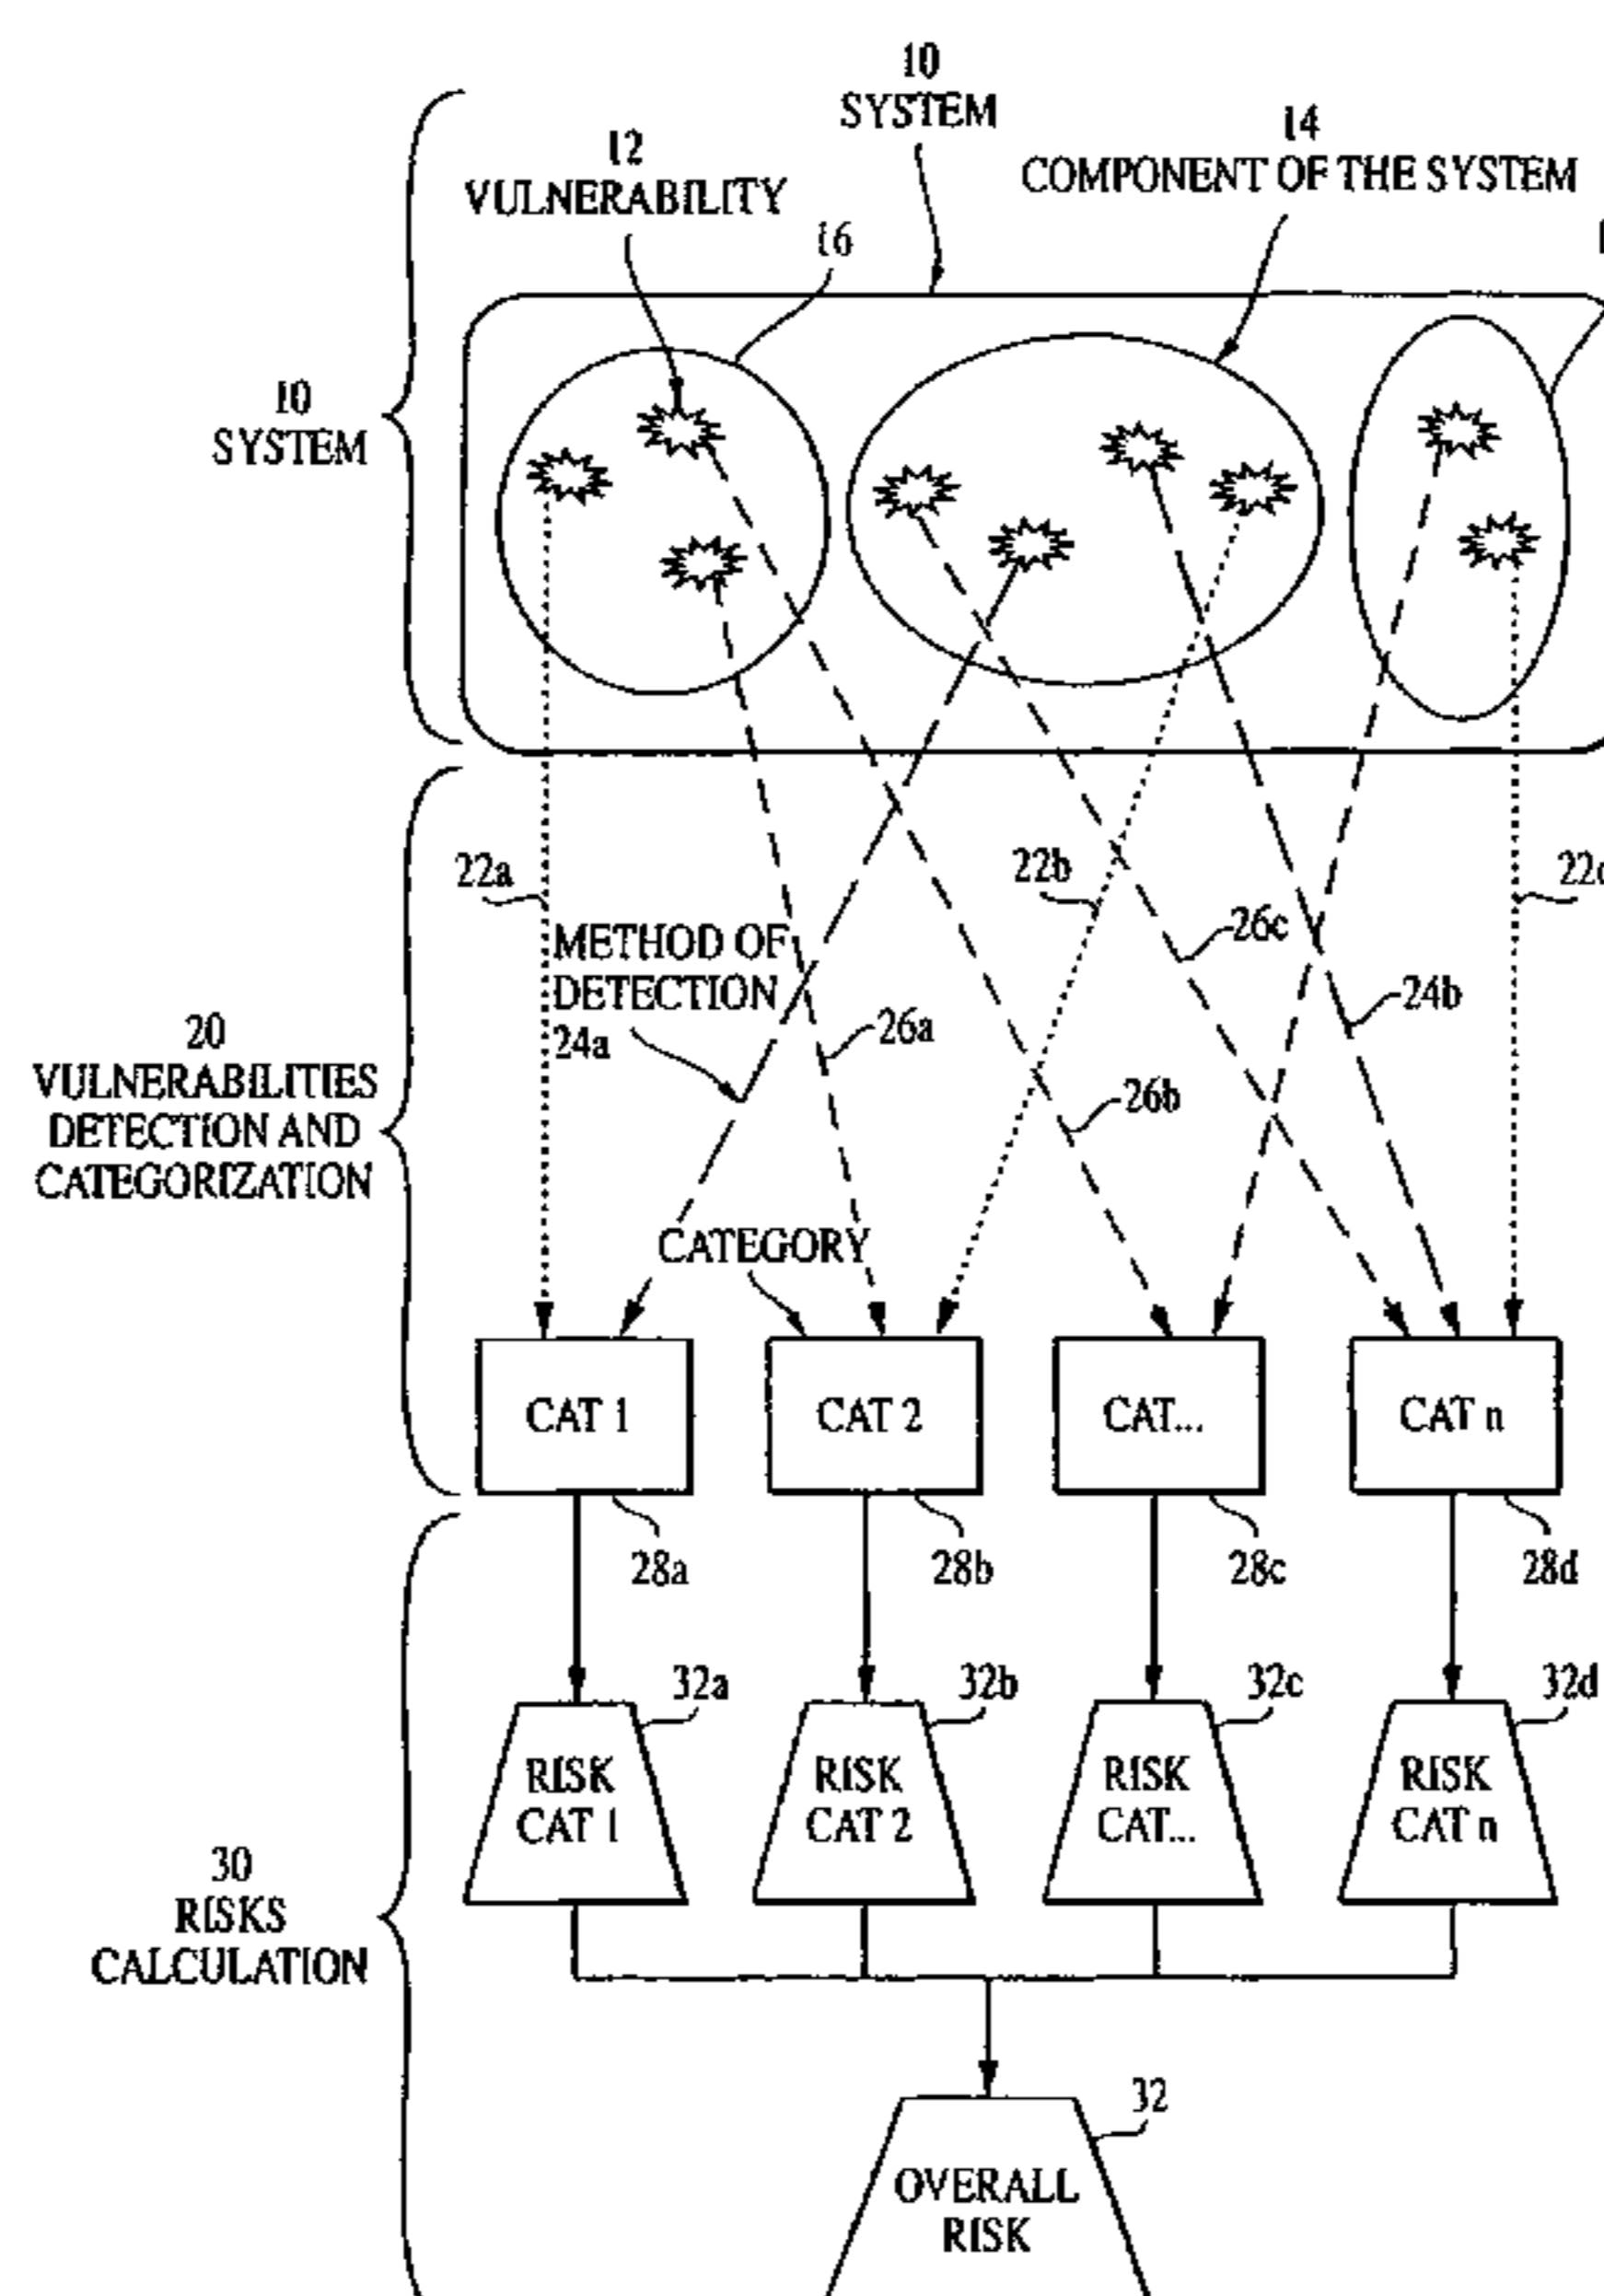 10
SYSTEM
14
COMPONENT OF THE SYSTEM
12
VULNERABILITY
16
10
SYSTEM
22a
22b
METHOD OF
DETECTION
24a
26a
26b
26c
24b
20
VULNERABILITIES
DETECTION AND
CATEGORIZATION
CATEGORY
CAT 1
CAT 2
CAT...
CAT n
28a
28b
28c
28d
32a
32b
32c
32d
RISK
CAT 1
RISK
CAT 2
RISK
CAT...
RISK
CAT n
30
RISKS
CALCULATION
32
OVERALL
RISK